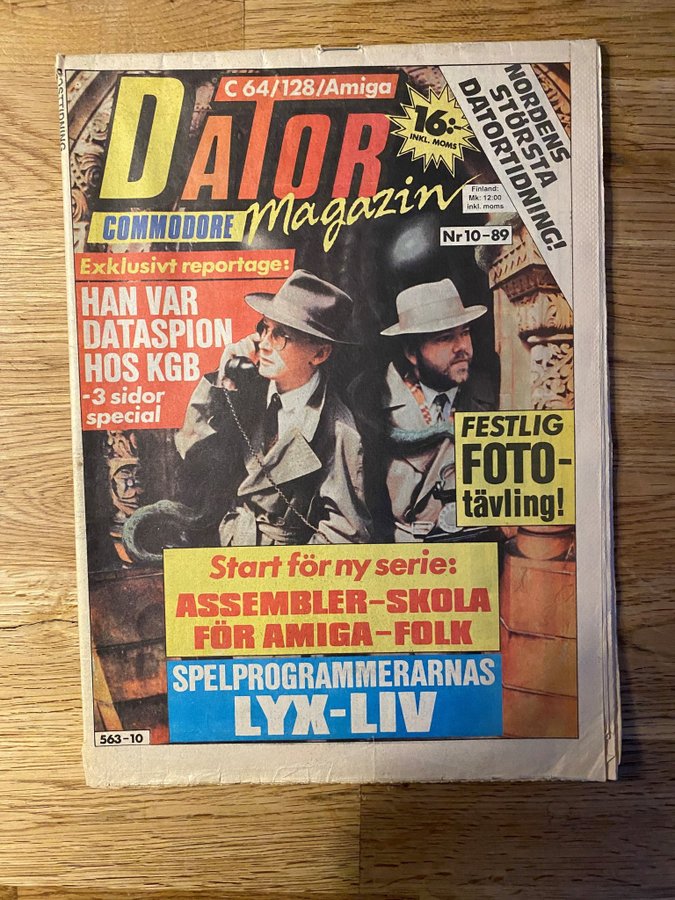 C 64/128/Amiga
DATOR
COMMODORE
Magazin
16:-
INKL. MOMS
NORDENS
STÖRSTA
DATORTIDNING!
Finland:
Mk: 12:00
inkl. moms
Nr 10-89
Exklusivt reportage:
HAN VAR
DATASPION
HOS KGB
-3 sidor
special
FESTLIG
FOTO-
tävling!
Start för ny serie:
ASSEMBLER-SKOLA
FÖR AMIGA-FOLK
SPELPROGRAMMERARNAS
LYX-LIV
563-10